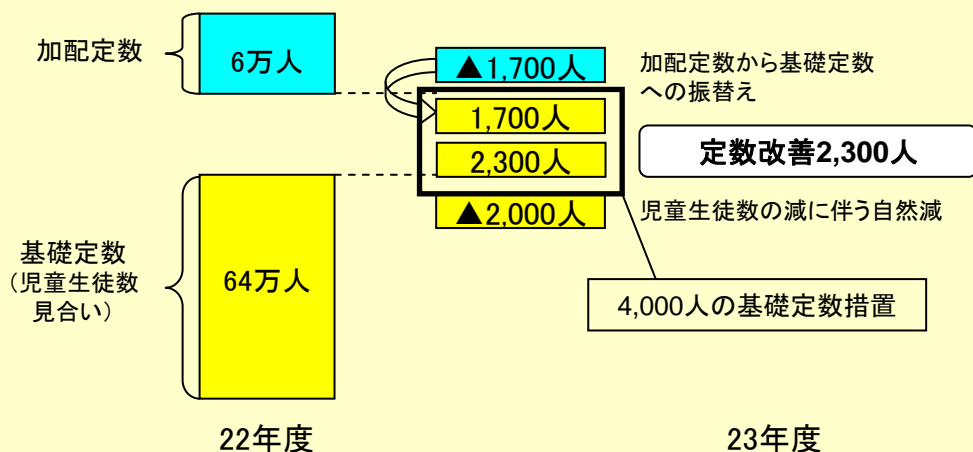 加配定数
6万人
▲1,700人
加配定数から基礎定数
への振替え
1,700人
2,300人
定数改善2,300人
▲2,000人
児童生徒数の減に伴う自然減
基礎定数
(児童生徒数
見合い)
64万人
4,000人の基礎定数措置
22年度
23年度